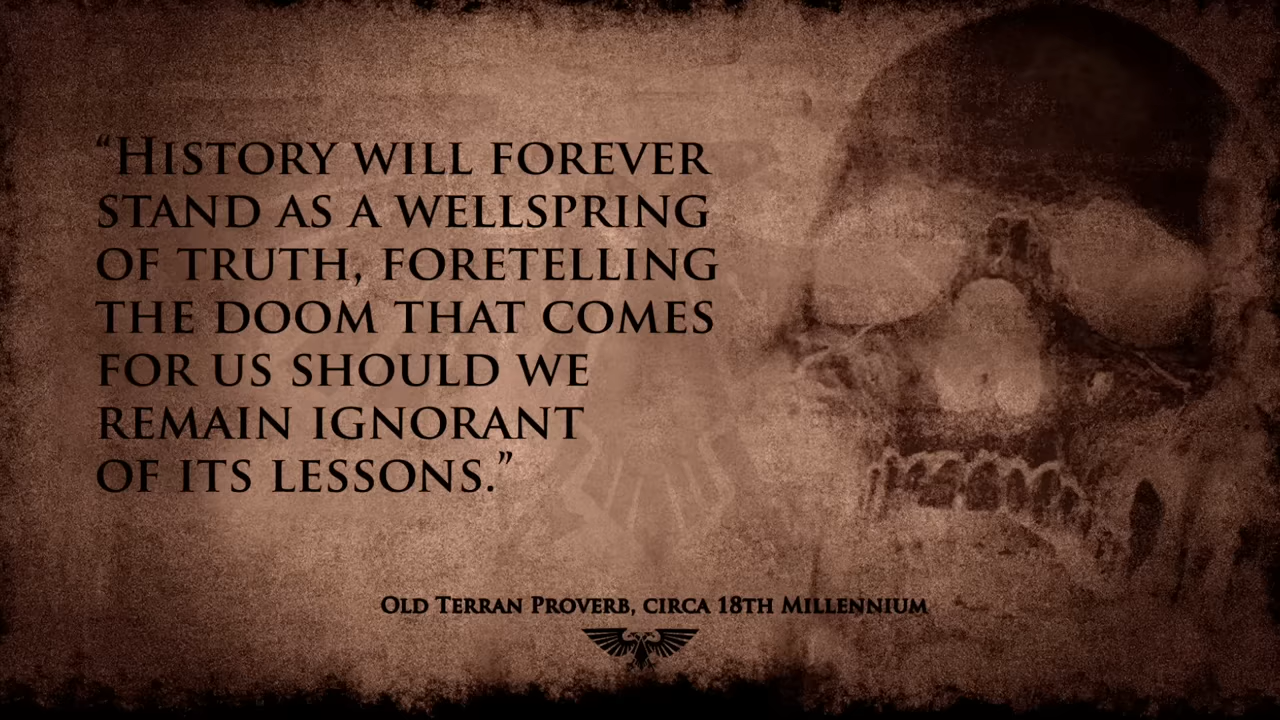 “History will forever
stand as a wellspring
of truth, foretelling
the doom that comes
for us should we
remain ignorant
of its lessons.”
Old Terran Proverb, circa 18th Millennium